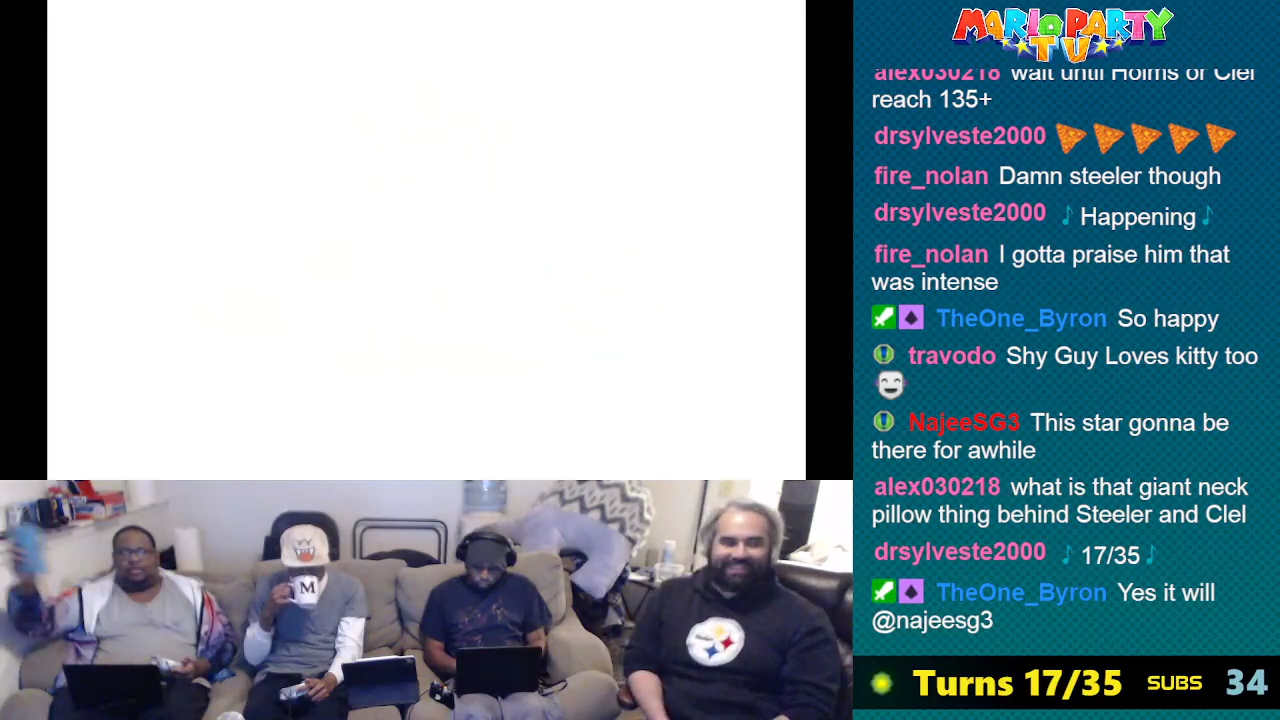 MARIO PARTY
TV
alex030218 wait until Holms or Clel
reach 135+
drsylveste2000
fire_nolan Damn steeler though
drsylveste2000 ♪ Happening ♪
fire_nolan I gotta praise him that
was intense
TheOne_Byron So happy
travodo Shy Guy Loves kitty too
NajeeSG3 This star gonna be
there for awhile
alex030218 what is that giant neck
pillow thing behind Steeler and Clel
drsylveste2000 ♪ 17/35 ♪
TheOne_Byron Yes it will
@najeesg3
Turns 17/35 SUBS 34
M
Steelers